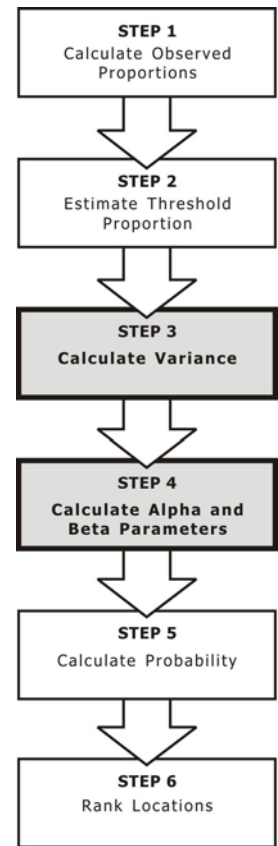 STEP 1
Calculate Observed
Proportions
STEP 2
Estimate Threshold
Proportion
STEP 3
Calculate Variance
STEP 4
Calculate Alpha and
Beta Parameters
STEP 5
Calculate Probability
STEP 6
Rank Locations